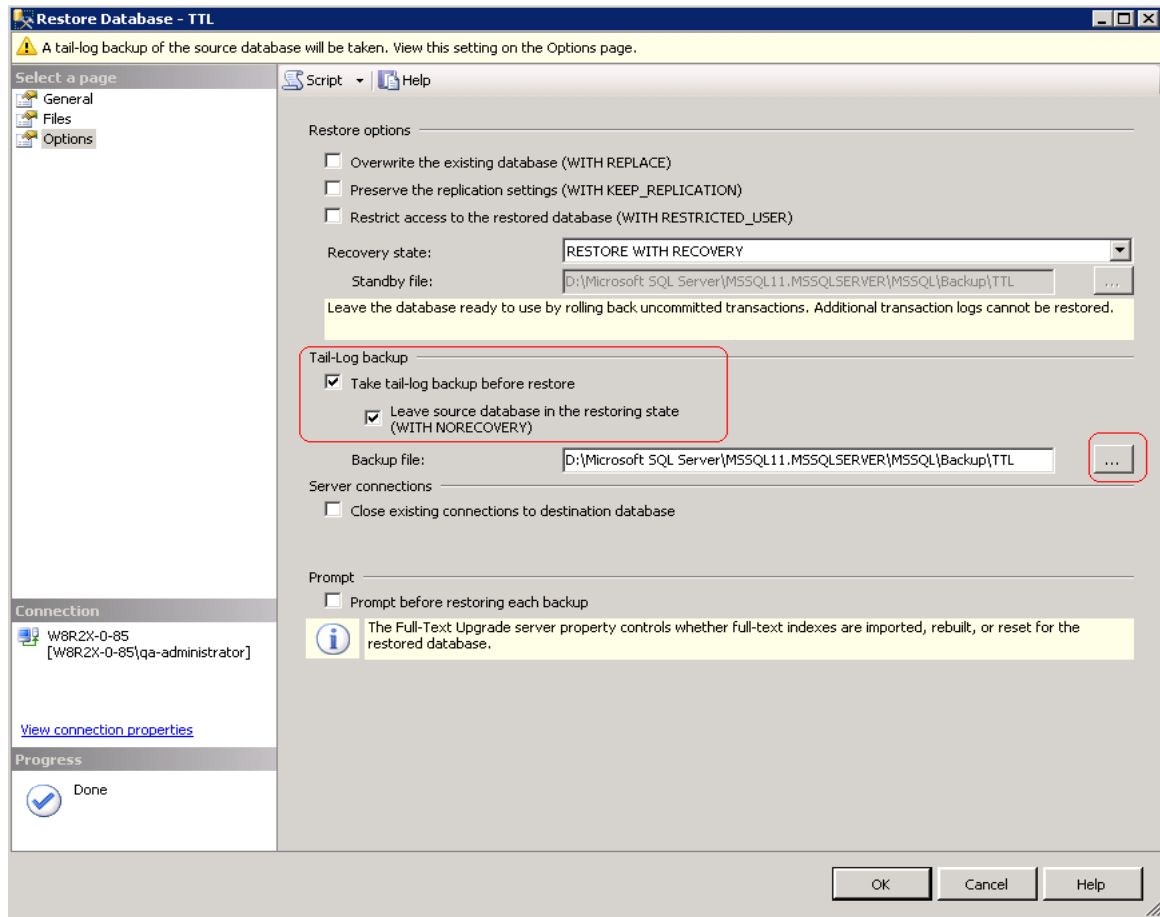 Restore Database - TTL
A tail-log backup of the source database will be taken. View this setting on the Options page.
Select a page
General
Files
Options
Script
Help
Restore options
Overwrite the existing database (WITH REPLACE)
Preserve the replication settings (WITH KEEP_REPLICATION)
Restrict access to the restored database (WITH RESTRICTED_USER)
Recovery state:
RESTORE WITH RECOVERY
Standby file:
D:\Microsoft SQL Server\MSSQL11.MSSQLSERVER\MSSQL\Backup\TTL
...
Leave the database ready to use by rolling back uncommitted transactions. Additional transaction logs cannot be restored.
Tail-Log backup
Take tail-log backup before restore
Leave source database in the restoring state
(WITH NORECOVERY)
Backup file:
D:\Microsoft SQL Server\MSSQL11.MSSQLSERVER\MSSQL\Backup\TTL
...
Server connections
Close existing connections to destination database
Prompt
Prompt before restoring each backup
The Full-Text Upgrade server property controls whether full-text indexes are imported, rebuilt, or reset for the
restored database.
Connection
W8R2X-0-85
[W8R2X-0-85\qa-administrator]
View connection properties
Progress
Done
OK
Cancel
Help